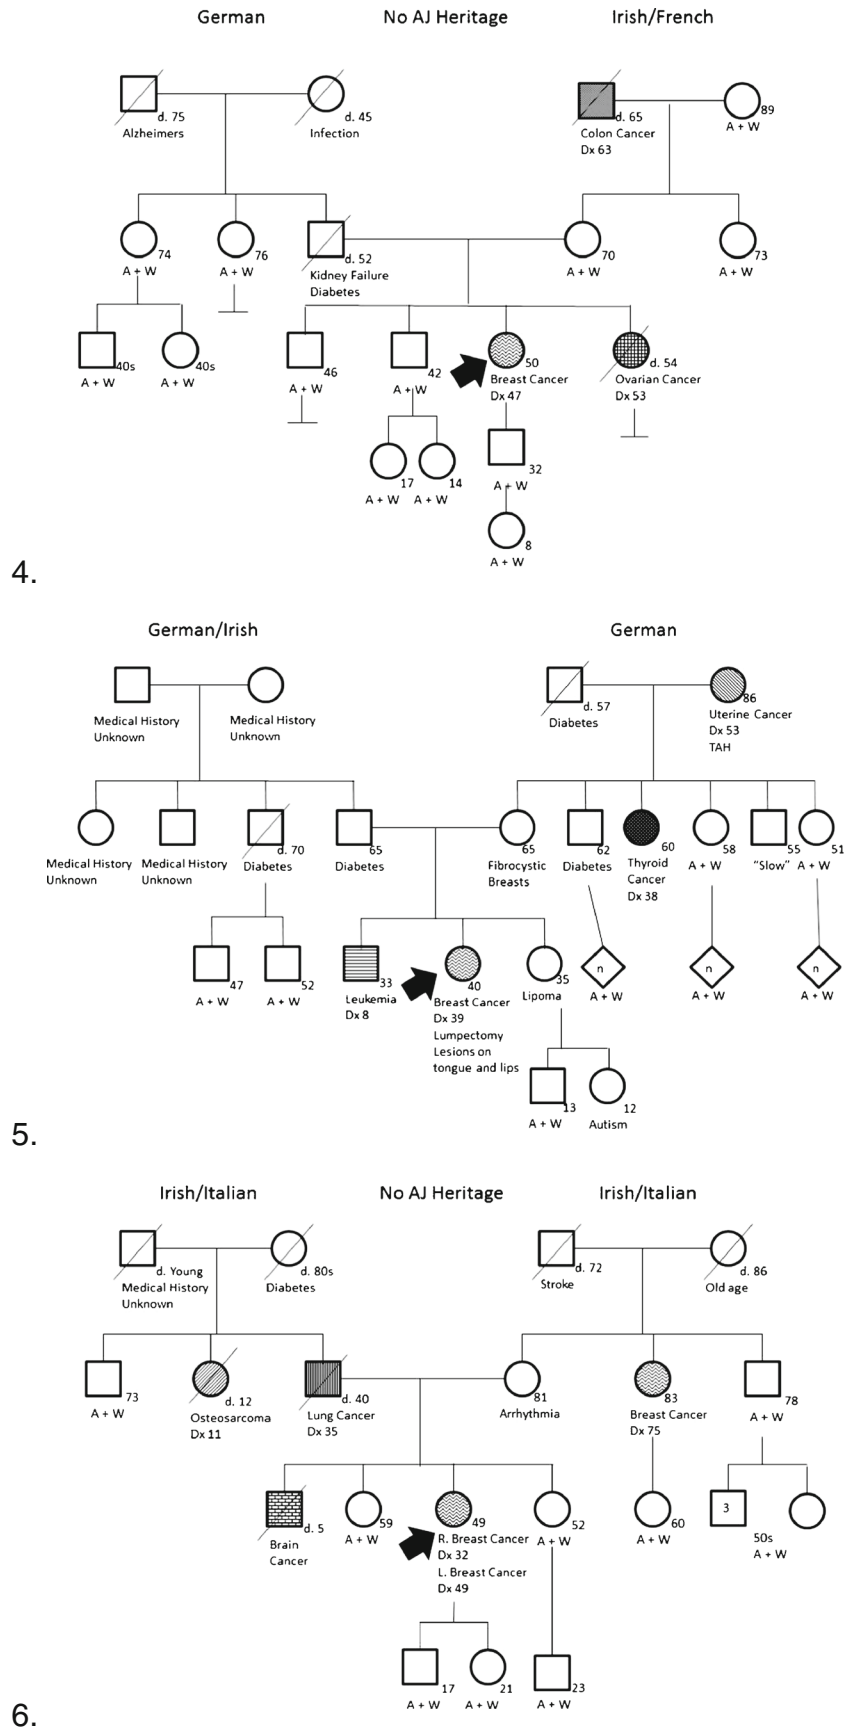 German No AJ Heritage Irish/French
d. 75 d. 45 d. 65 89
Alzheimers Infection Colon Cancer A + W
Dx 63
74 76 d. 52 70 73
A + W A + W Kidney Failure A + W A + W
Diabetes
40s 40s 46 42 50 d. 54
A + W A + W A + W A + W Breast Cancer Ovarian Cancer
Dx 47 Dx 53
17 14 32
A + W A + W A + W
8
A + W
4.
German/Irish German
d. 57 86
Medical History Medical History Diabetes Uterine Cancer
Unknown Unknown Dx 53
TAH
d. 70 65 65 62 60 58 55 51
Medical History Medical History Diabetes Diabetes Fibrocystic Diabetes Thyroid A + W "Slow" A + W
Unknown Unknown Breasts Cancer
Dx 38
47 52 33 40 35 n n n
A + W A + W Leukemia Breast Cancer Lipoma A + W A + W A + W
Dx 8 Dx 39
Lumpectomy
Lesions on
tongue and lips
13 12
A + W Autism
5.
Irish/Italian No AJ Heritage Irish/Italian
d. Young d. 80s d. 72 d. 86
Medical History Diabetes Stroke Old age
Unknown
73 d. 12 d. 40 81 83 78
A + W Osteosarcoma Lung Cancer Arrhythmia Breast Cancer A + W
Dx 11 Dx 35 Dx 75
d. 5 59 49 52 60 3
Brain A + W R. Breast Cancer A + W A + W 50s
Cancer Dx 32 A + W
L. Breast Cancer
Dx 49
17 21 23
A + W A + W A + W
6.